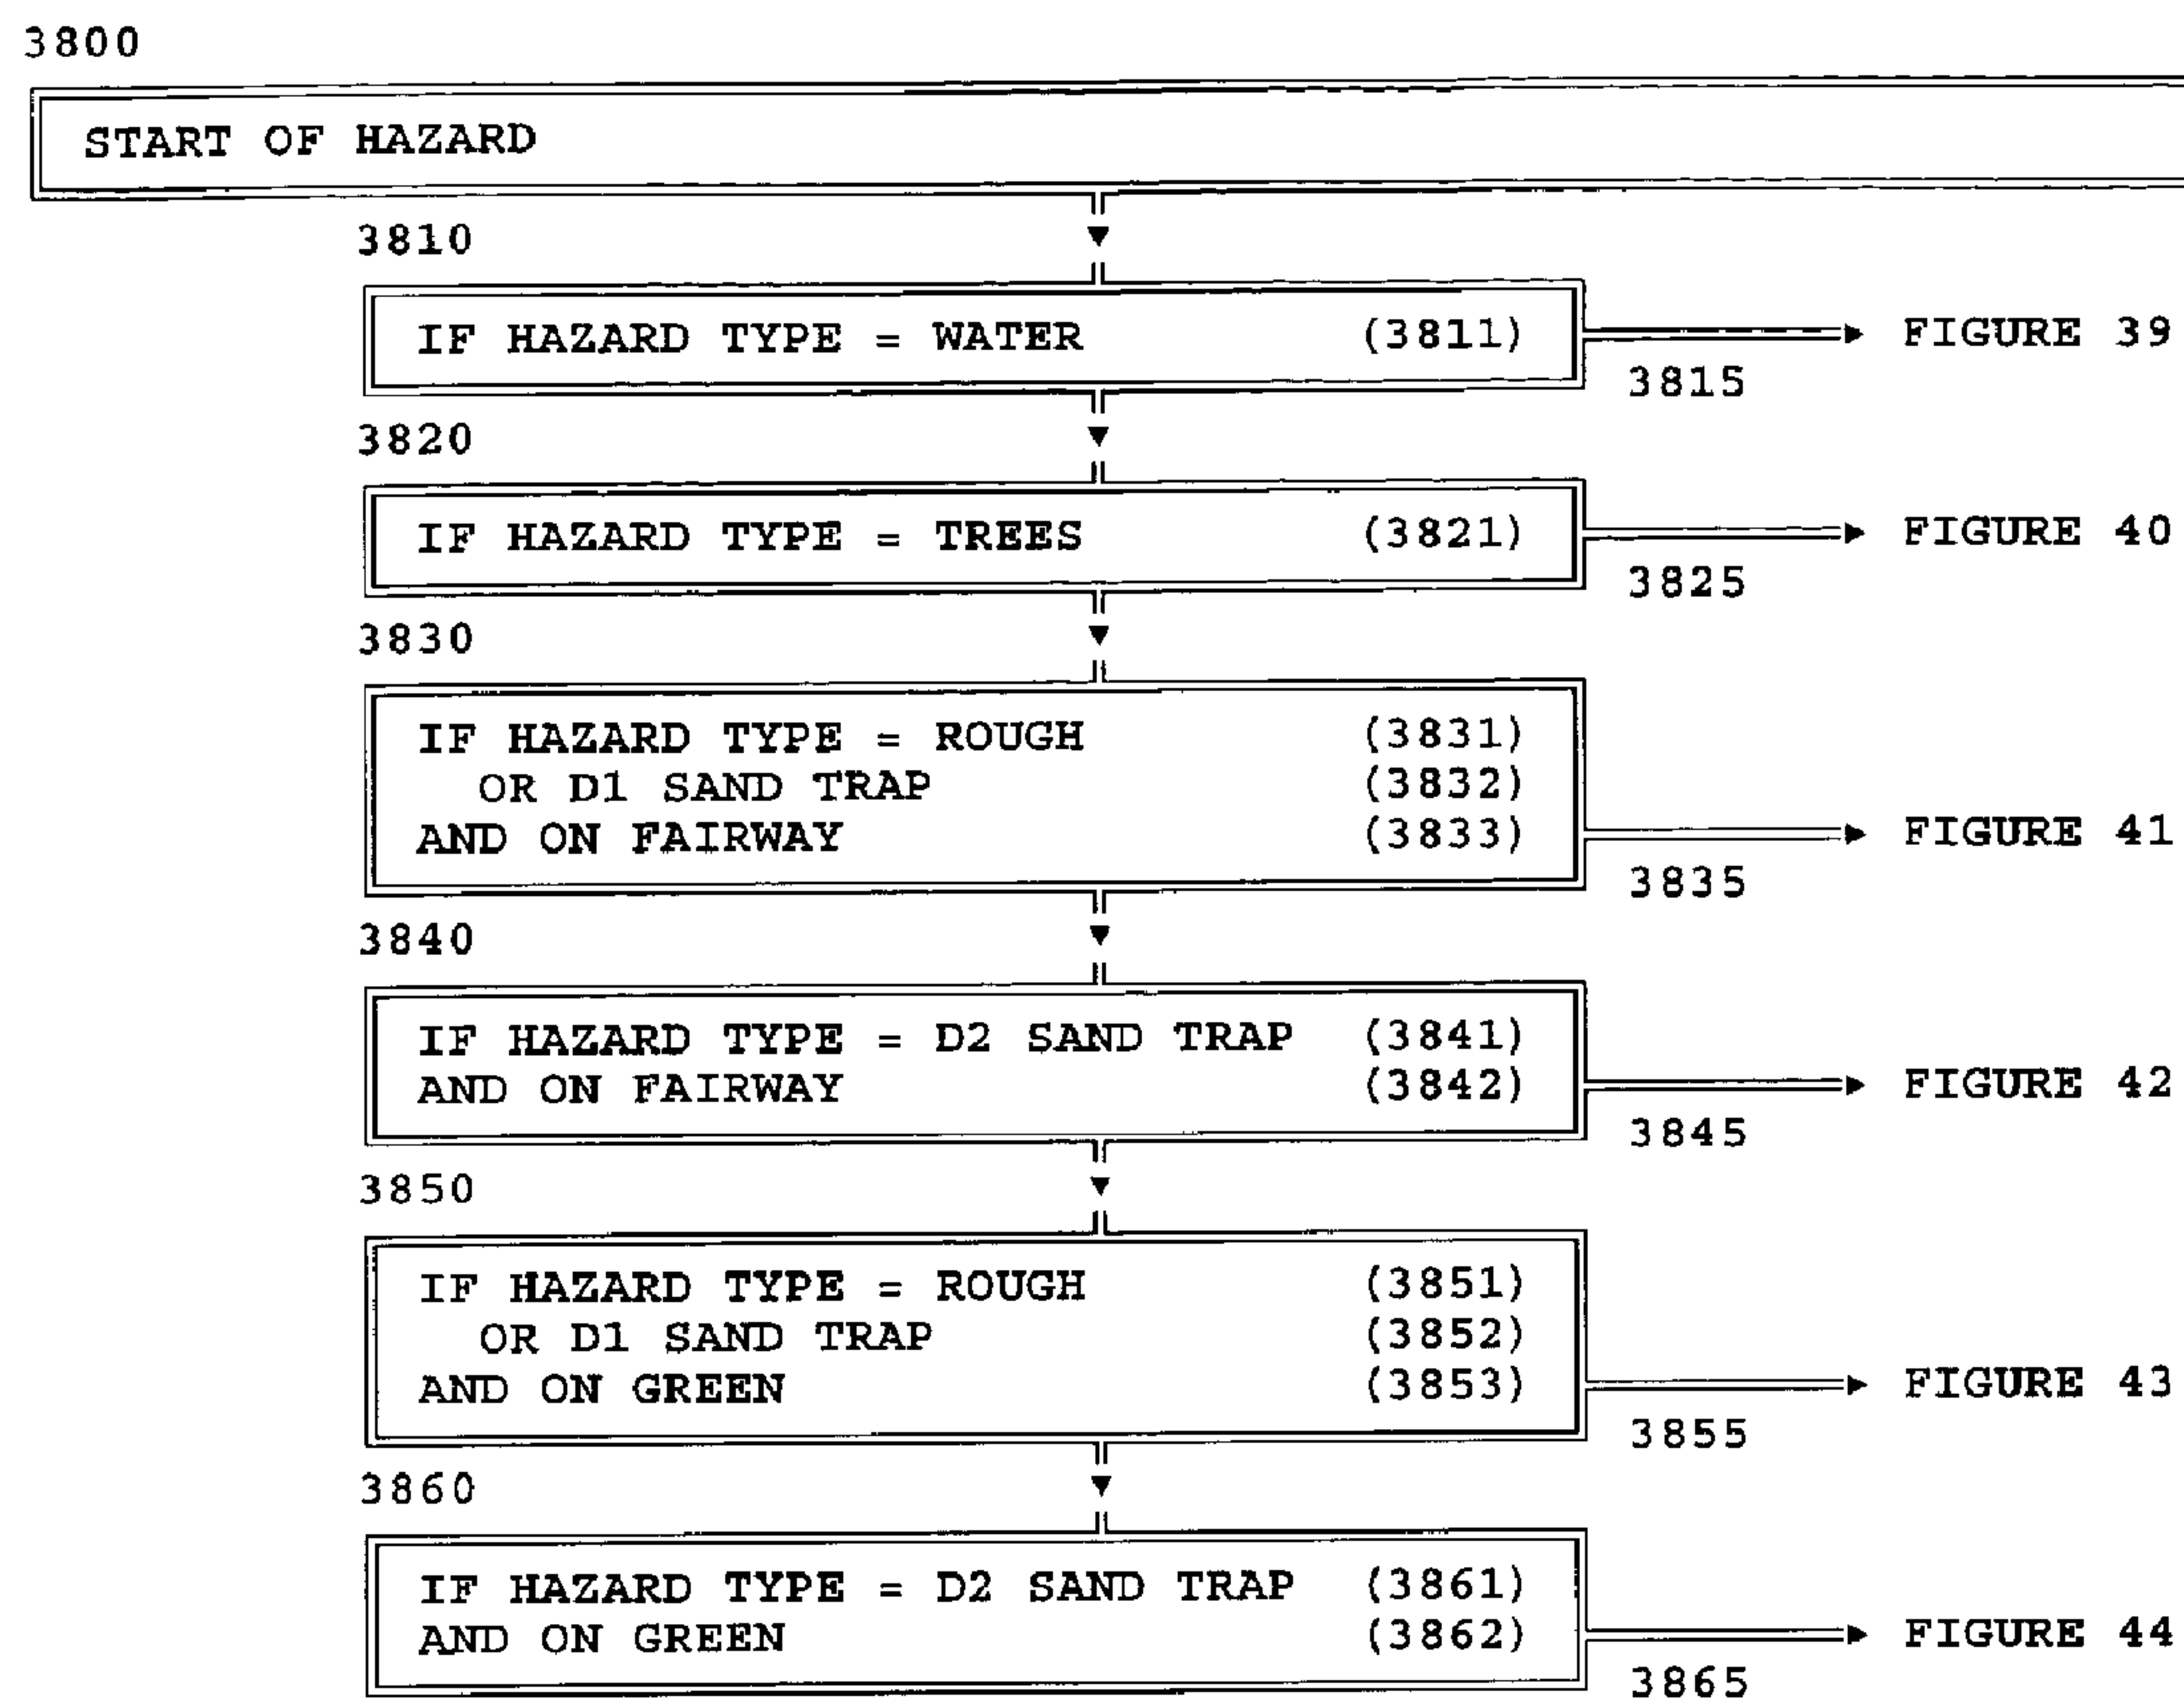 3800
START OF HAZARD
3810
IF HAZARD TYPE = WATER (3811) FIGURE 39
3815
3820
IF HAZARD TYPE = TREES (3821) FIGURE 40
3825
3830
IF HAZARD TYPE = ROUGH (3831)
OR D1 SAND TRAP (3832)
AND ON FAIRWAY (3833) FIGURE 41
3835
3840
IF HAZARD TYPE = D2 SAND TRAP (3841)
AND ON FAIRWAY (3842) FIGURE 42
3845
3850
IF HAZARD TYPE = ROUGH (3851)
OR D1 SAND TRAP (3852)
AND ON GREEN (3853) FIGURE 43
3855
3860
IF HAZARD TYPE = D2 SAND TRAP (3861)
AND ON GREEN (3862) FIGURE 44
3865